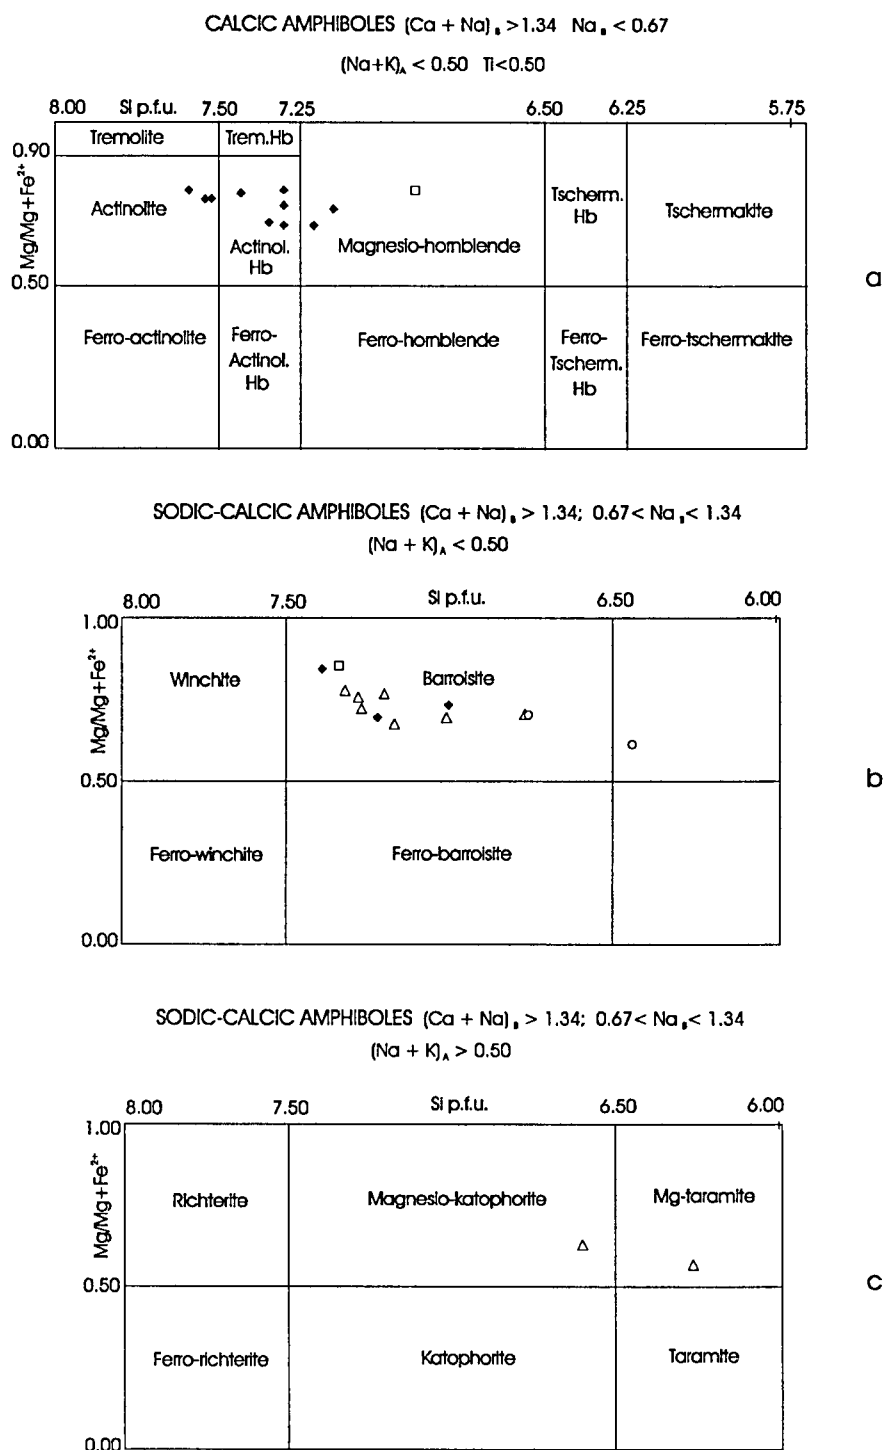 CALCIC AMPHIBOLES (Ca + Na)B >1.34 NaB < 0.67
(Na+K)A < 0.50 Ti<0.50
8.00 Si p.f.u. 7.50 7.25 6.50 6.25 5.75
Tremolite Trem.Hb
0.90
Mg/Mg+Fe²⁺
Actinolite Actinol. Hb Magnesio-hornblende Tscherm. Hb Tschermakite
a
0.50
Ferro-actinolite Ferro-Actinol. Hb Ferro-hornblende Ferro-Tscherm. Hb Ferro-tschermakite
0.00
SODIC-CALCIC AMPHIBOLES (Ca + Na)B > 1.34; 0.67< NaB< 1.34
(Na + K)A < 0.50
8.00 7.50 Si p.f.u. 6.50 6.00
1.00
Mg/Mg+Fe²⁺
Winchite Barroisite
0.50
b
Ferro-winchite Ferro-barroisite
0.00
SODIC-CALCIC AMPHIBOLES (Ca + Na)B > 1.34; 0.67< NaB< 1.34
(Na + K)A > 0.50
8.00 7.50 Si p.f.u. 6.50 6.00
1.00
Mg/Mg+Fe²⁺
Richterite Magnesio-katophorite Mg-taramite
0.50
c
Ferro-richterite Katophorite Taramite
0.00